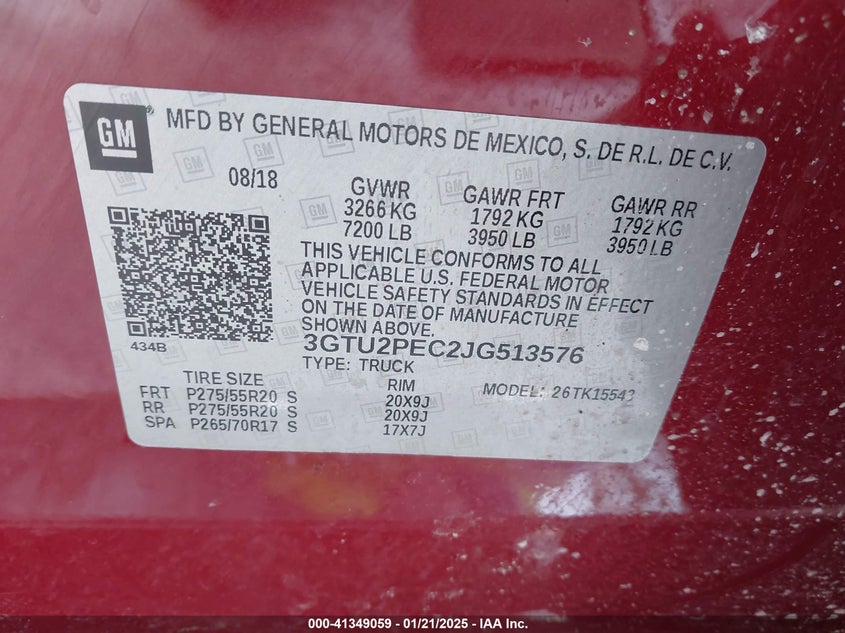 GM
MFD BY GENERAL MOTORS DE MEXICO, S. DE R.L. DE C.V.
08/18
GVWR GAWR FRT GAWR RR
3266 KG 1792 KG 1792 KG
7200 LB 3950 LB 3950 LB
THIS VEHICLE CONFORMS TO ALL
APPLICABLE U.S. FEDERAL MOTOR
VEHICLE SAFETY STANDARDS IN EFFECT
ON THE DATE OF MANUFACTURE
SHOWN ABOVE.
434B
3GTU2PEC2JG513576
TYPE: TRUCK
TIRE SIZE RIM MODEL: 26TK15543
FRT P275/55R20 S 20X9J
RR P275/55R20 S 20X9J
SPA P265/70R17 S 17X7J
000-41349059 - 01/21/2025 - IAA Inc.